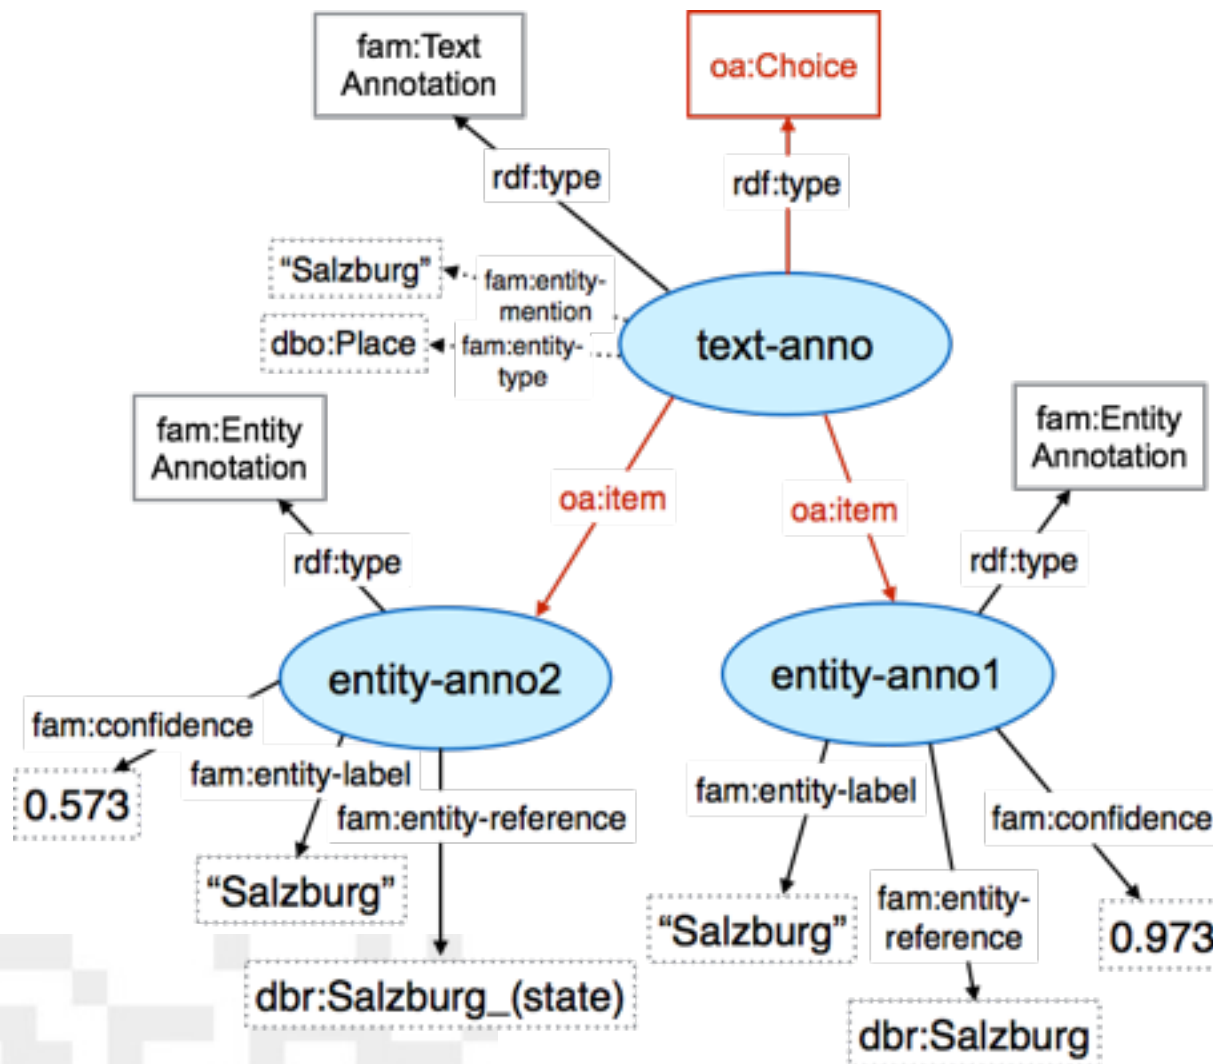 fam:Text
Annotation
oa:Choice
rdf:type
rdf:type
“Salzburg”
fam:entity-
mention
dbo:Place
fam:entity-
type
text-anno
fam:Entity
Annotation
fam:Entity
Annotation
oa:item
oa:item
rdf:type
rdf:type
entity-anno2
entity-anno1
fam:confidence
fam:entity-label
fam:entity-label
0.573
fam:entity-reference
fam:confidence
“Salzburg”
fam:entity-
reference
“Salzburg”
0.973
dbr:Salzburg_(state)
dbr:Salzburg